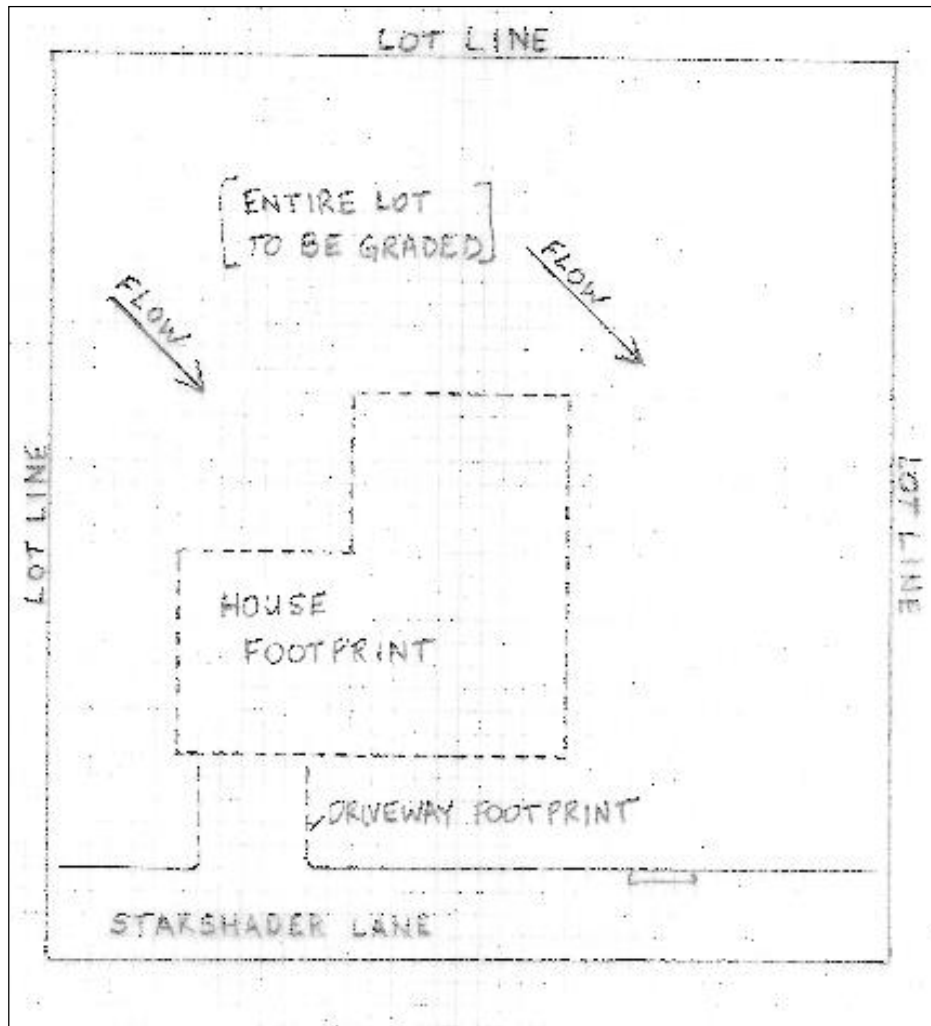 LOT LINE
[ENTIRE LOT
TO BE GRADED]
FLOW
FLOW
LOT LINE
LOT LINE
HOUSE
FOOTPRINT
DRIVEWAY FOOTPRINT
STARSHADER LANE